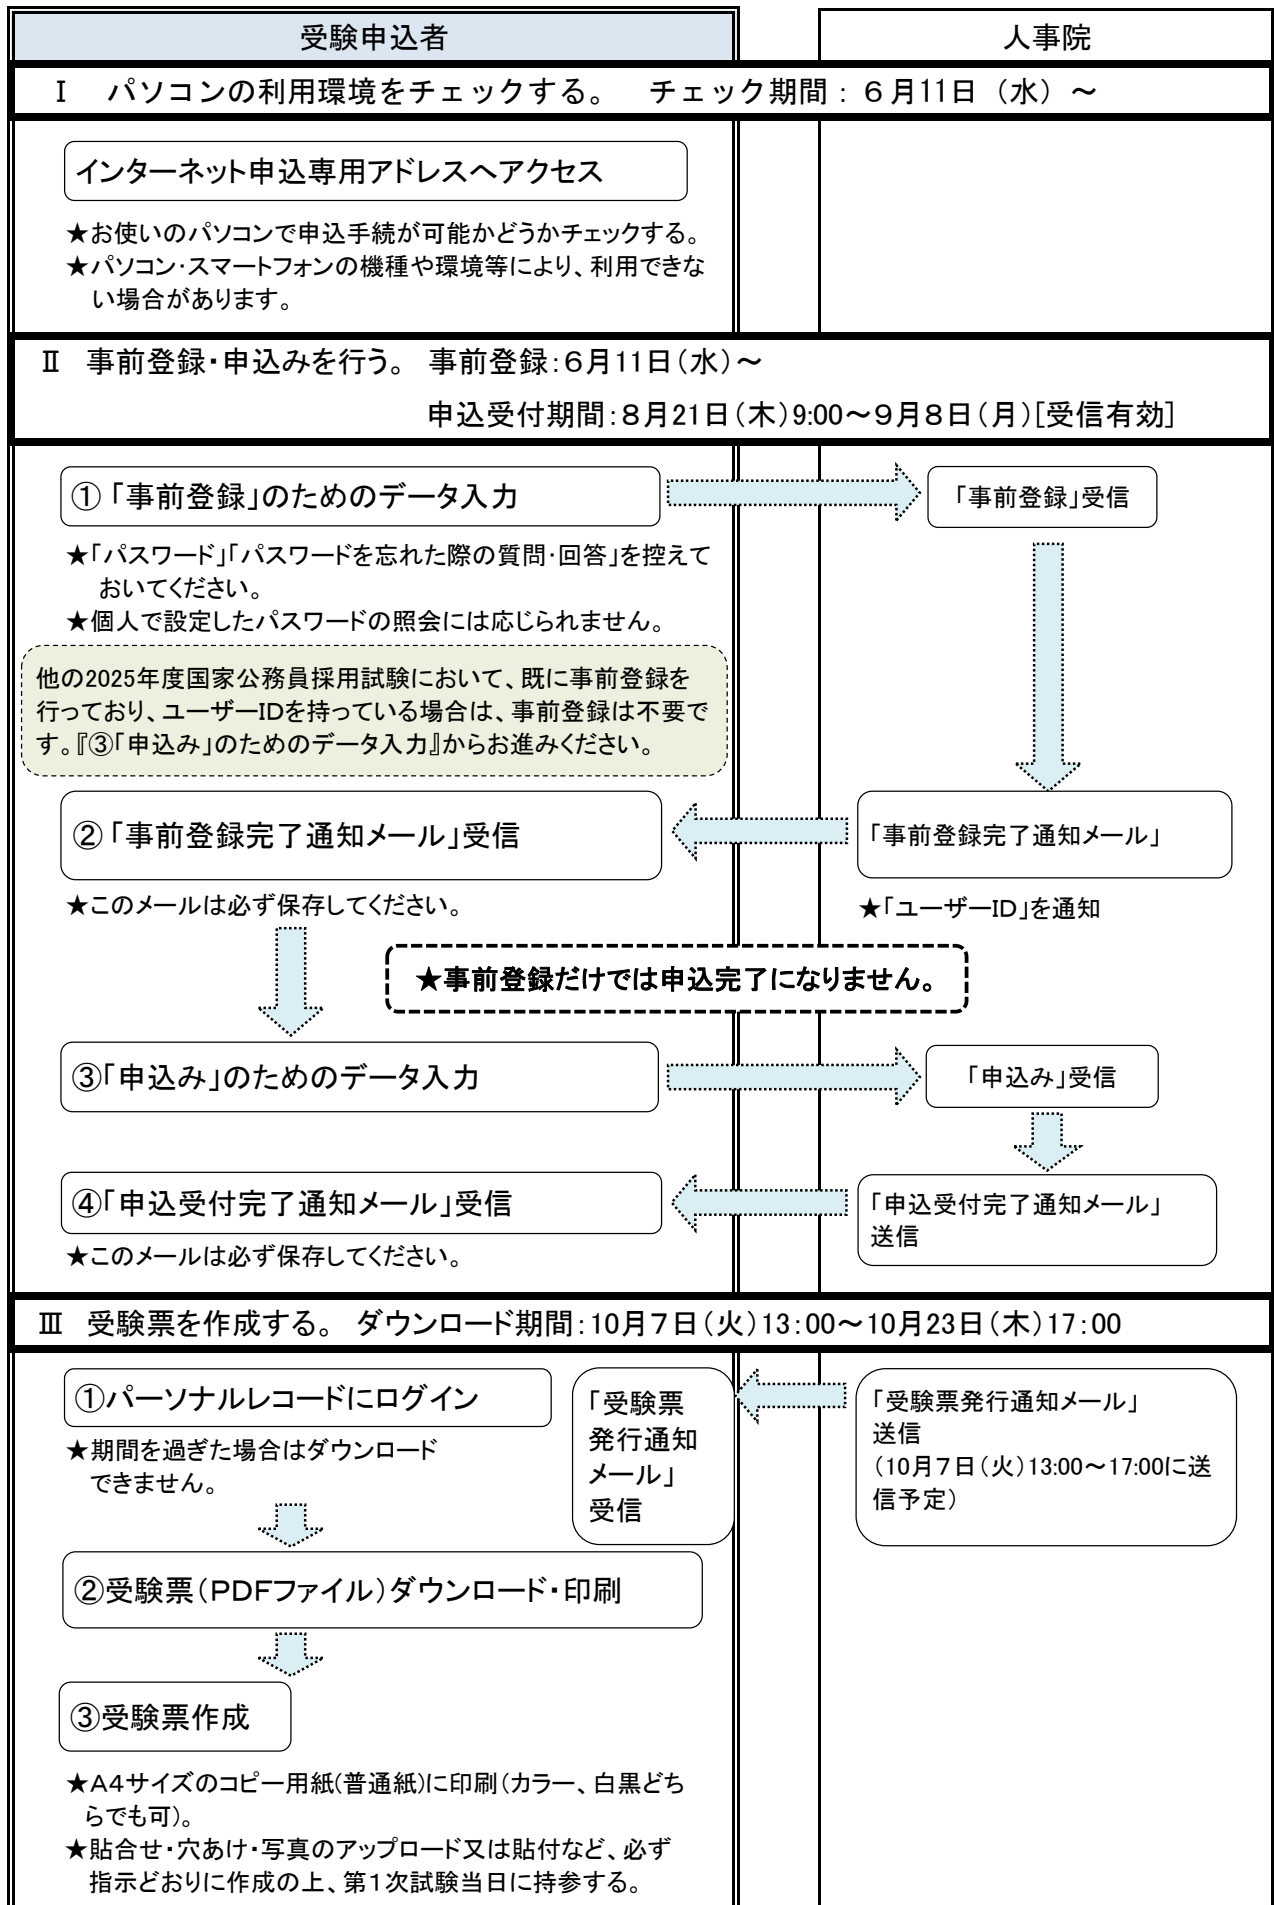 受験申込者
人事院
Ⅰ　パソコンの利用環境をチェックする。　チェック期間：６月11日（水）～
インターネット申込専用アドレスへアクセス
★お使いのパソコンで申込手続が可能かどうかチェックする。
★パソコン・スマートフォンの機種や環境等により、利用できな
い場合があります。
Ⅱ　事前登録・申込みを行う。　事前登録：６月11日（水）～
申込受付期間：８月21日（木）9:00～９月８日（月）[受信有効]
①「事前登録」のためのデータ入力
「事前登録」受信
★「パスワード」「パスワードを忘れた際の質問・回答」を控えて
おいてください。
★個人で設定したパスワードの照会には応じられません。
他の2025年度国家公務員採用試験において、既に事前登録を
行っており、ユーザーIDを持っている場合は、事前登録は不要で
す。『③「申込み」のためのデータ入力』からお進みください。
②「事前登録完了通知メール」受信
「事前登録完了通知メール」
★このメールは必ず保存してください。
★「ユーザーID」を通知
★事前登録だけでは申込完了になりません。
③「申込み」のためのデータ入力
「申込み」受信
④「申込受付完了通知メール」受信
「申込受付完了通知メール」
送信
★このメールは必ず保存してください。
Ⅲ　受験票を作成する。　ダウンロード期間：10月７日（火）13：00～10月23日（木）17：00
①パーソナルレコードにログイン
★期間を過ぎた場合はダウンロード
できません。
「受験票
発行通知
メール」
受信
「受験票発行通知メール」
送信
（10月７日（火）13:00～17:00に送
信予定）
②受験票（ＰＤＦファイル）ダウンロード・印刷
③受験票作成
★Ａ４サイズのコピー用紙(普通紙)に印刷（カラー、白黒どち
らでも可）。
★貼合せ・穴あけ・写真のアップロード又は貼付など、必ず
指示どおりに作成の上、第１次試験当日に持参する。